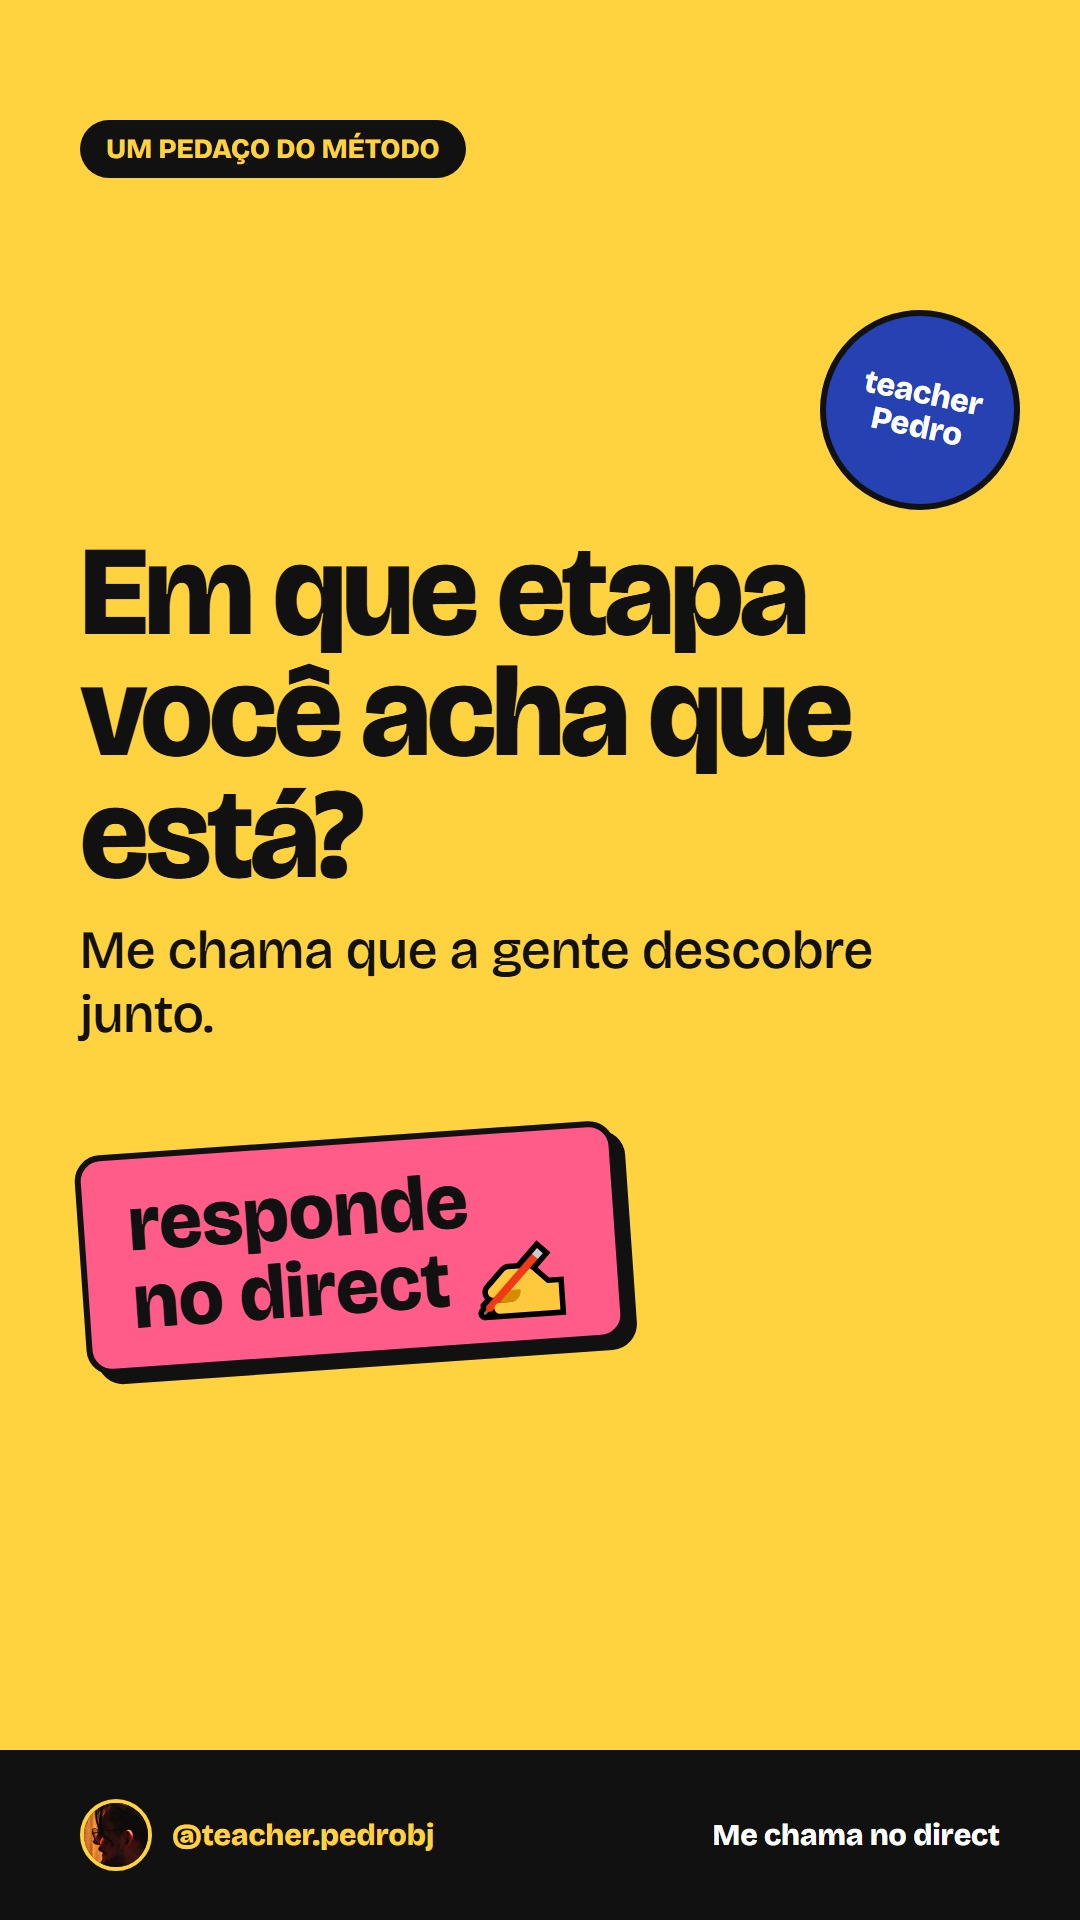 UM PEDAÇO DO MÉTODO
teacher
Pedro
Em que etapa
você acha que
está?
Me chama que a gente descobre
junto.
responde
no direct ✍️
@teacher.pedrobj
Me chama no direct